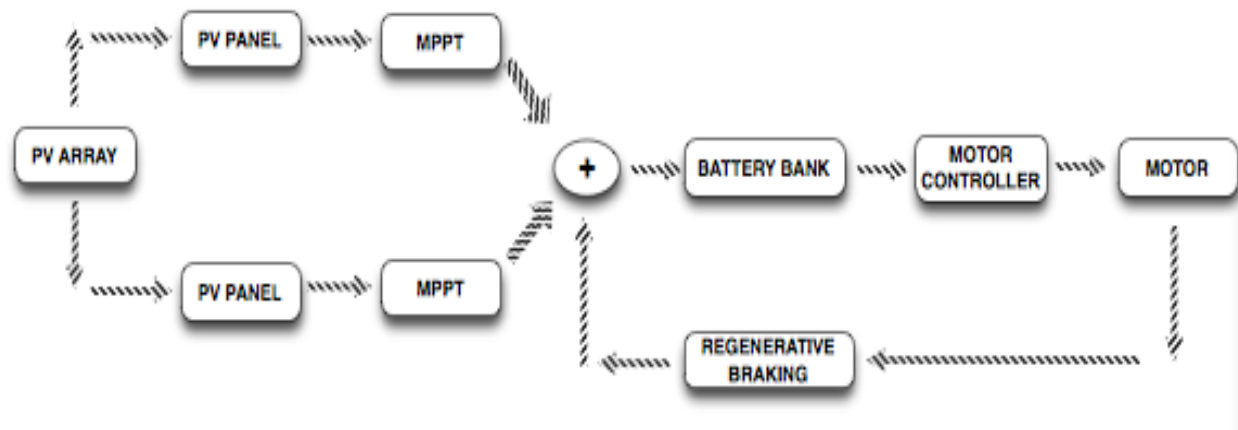 PV PANEL
MPPT
PV ARRAY
+
BATTERY BANK
MOTOR
CONTROLLER
MOTOR
PV PANEL
MPPT
REGENERATIVE
BRAKING